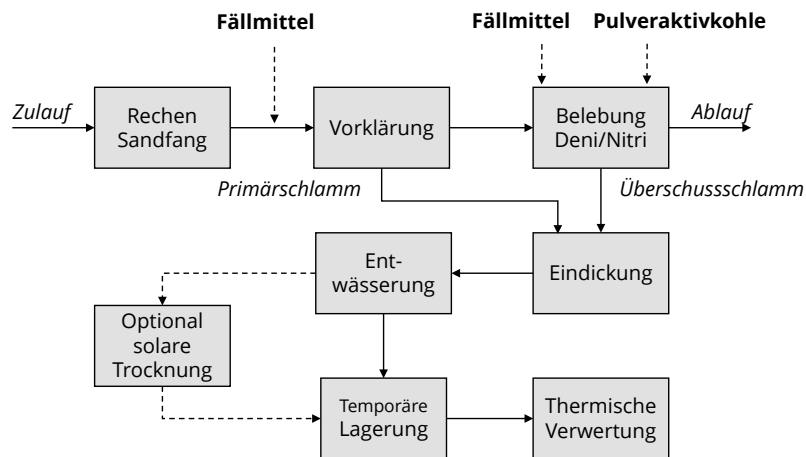 Fällmittel
Fällmittel
Pulveraktivkohle
Zulauf
Rechen
Sandfang
Vorklärung
Belebung
Deni/Nitri
Ablauf
Primärschlamm
Überschussschlamm
Ent-
wässerung
Eindickung
Optional
solare
Trocknung
Temporäre
Lagerung
Thermische
Verwertung